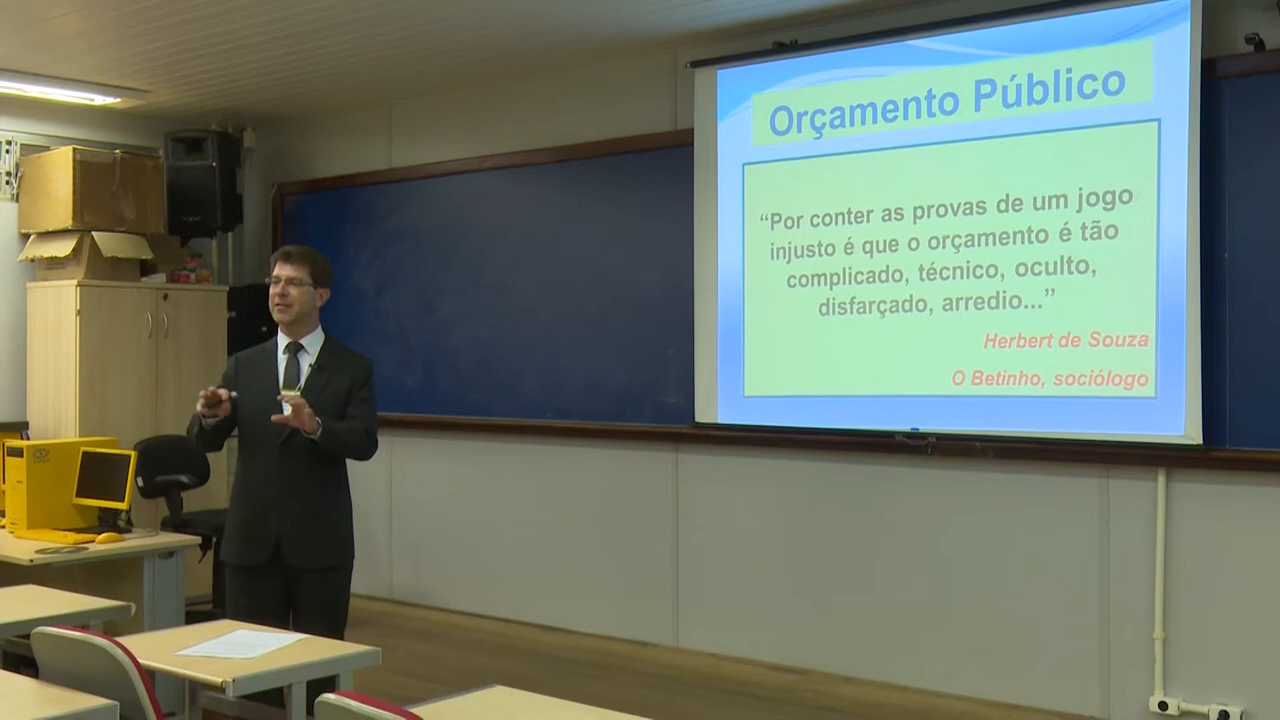 Orçamento Público
“Por conter as provas de um jogo
injusto é que o orçamento é tão
complicado, técnico, oculto,
disfarçado, arredio...”
Herbert de Souza
O Betinho, sociólogo